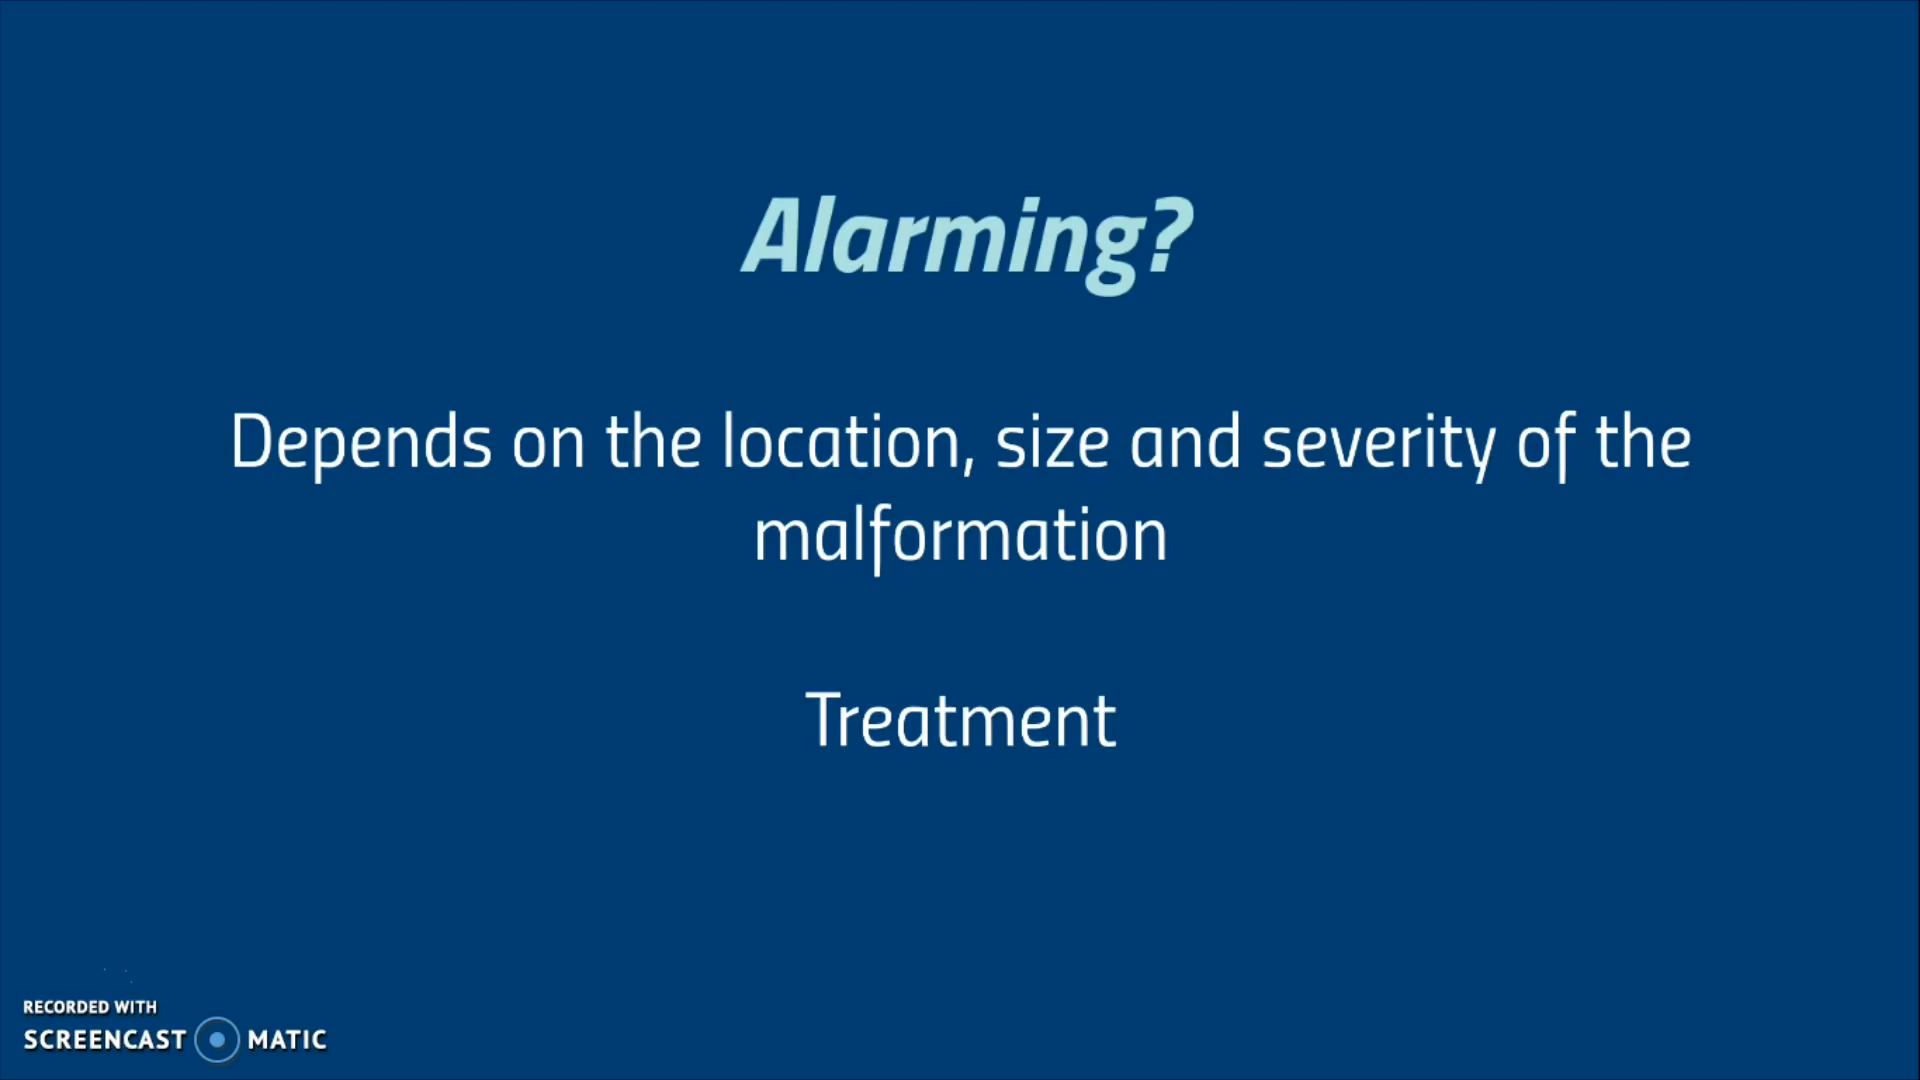 Alarming?
Depends on the location, size and severity of the
malformation
Treatment
RECORDED WITH
SCREENCAST MATIC